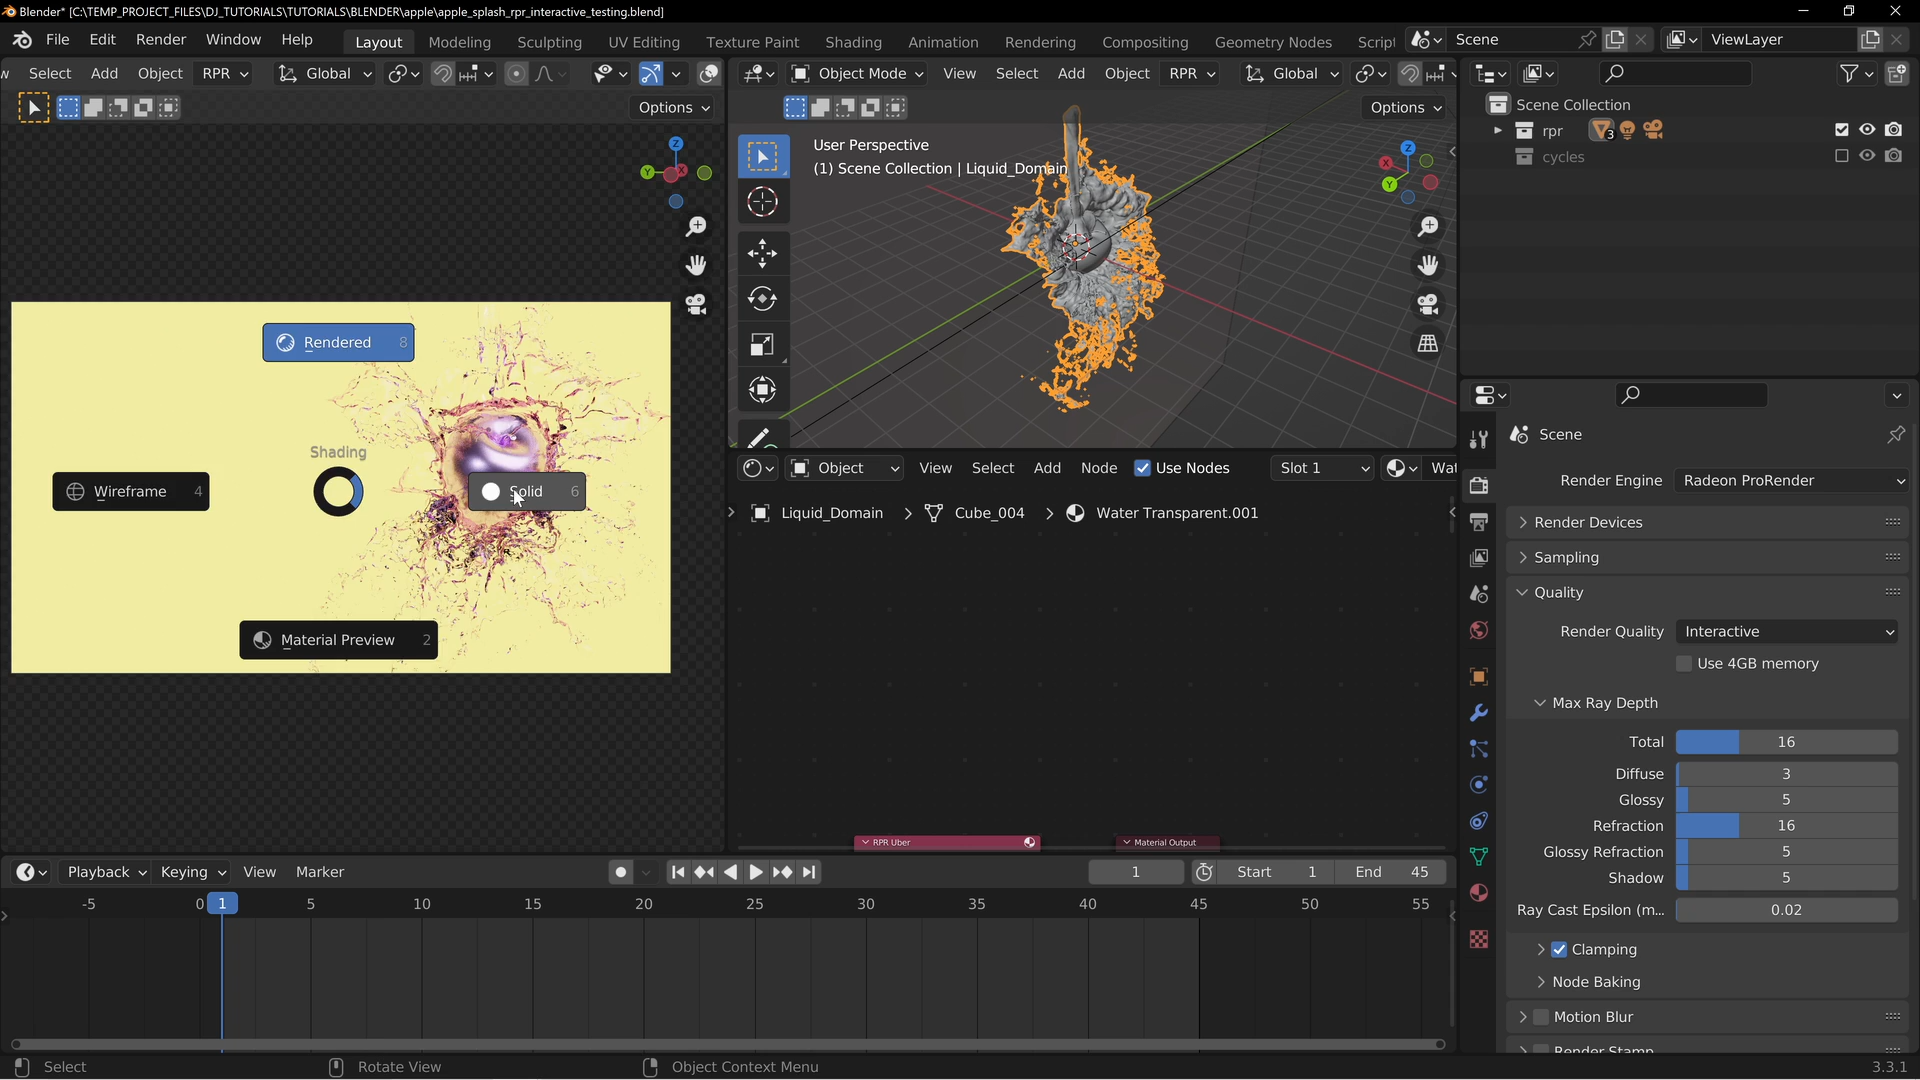 Blender* [C:\TEMP_PROJECT_FILES\DJ_TUTORIALS\TUTORIALS\BLENDER\apple\apple_splash_rpr_interactive_testing.blend]
File Edit Render Window Help Layout Modeling Sculpting UV Editing Texture Paint Shading Animation Rendering Compositing Geometry Nodes Script Scene ViewLayer
w Select Add Object RPR Global
Options
Object Mode View Select Add Object RPR Global
Options
User Perspective
(1) Scene Collection | Liquid_Domain
Scene Collection
rpr 3
cycles
Z
Y X
Z
X
Y
Rendered 8
Shading
Wireframe 4
Solid 6
Material Preview 2
Object View Select Add Node Use Nodes Slot 1 Wat
Liquid_Domain > Cube_004 > Water Transparent.001
RPR Uber
Material Output
Scene
Render Engine Radeon ProRender
Render Devices
Sampling
Quality
Render Quality Interactive
Use 4GB memory
Max Ray Depth
Total 16
Diffuse 3
Glossy 5
Refraction 16
Glossy Refraction 5
Shadow 5
Ray Cast Epsilon (m... 0.02
Clamping
Node Baking
Motion Blur
Render Stamp
Playback Keying View Marker 1 Start 1 End 45
-5 0 1 5 10 15 20 25 30 35 40 45 50 55
Select Rotate View Object Context Menu 3.3.1